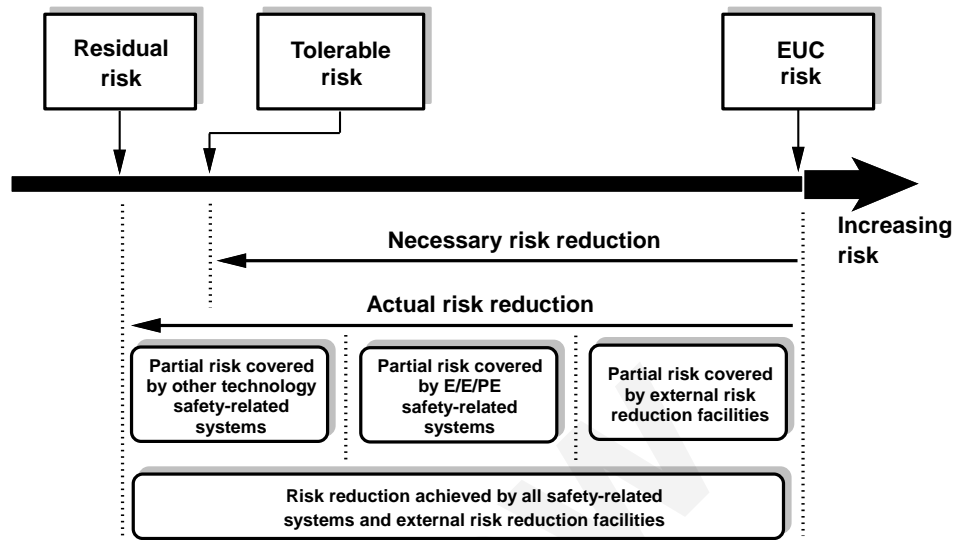 Residual
risk
Tolerable
risk
EUC
risk
Increasing
risk
Necessary risk reduction
Actual risk reduction
Partial risk covered
by other technology
safety-related
systems
Partial risk covered
by E/E/PE
safety-related
systems
Partial risk covered
by external risk
reduction facilities
Risk reduction achieved by all safety-related
systems and external risk reduction facilities